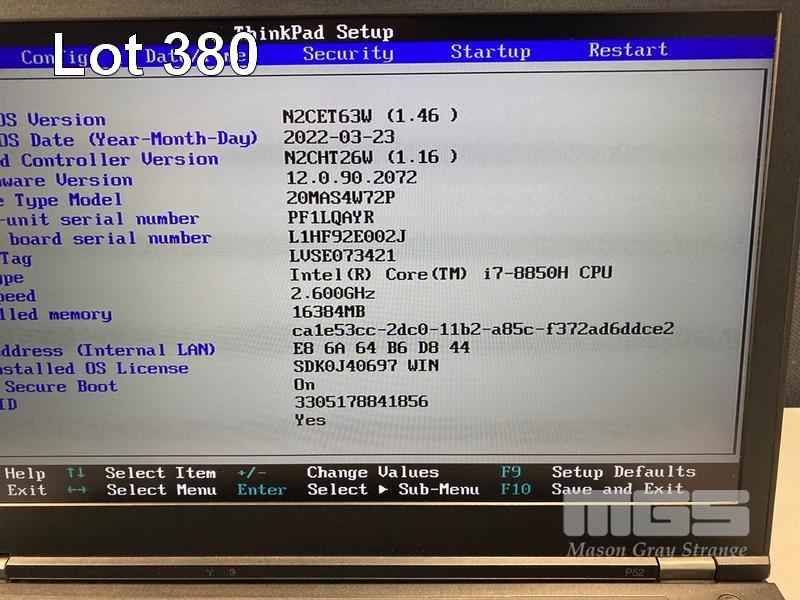 ThinkPad Setup
Lot 380
Config Date/Time Security Startup Restart
OS Version N2CET63W (1.46 )
OS Date (Year-Month-Day) 2022-03-23
d Controller Version N2CHT26W (1.16 )
ware Version 12.0.90.2072
e Type Model 20MAS4W72P
-unit serial number PF1LQAYR
board serial number L1HF92E002J
Tag LVSE073421
ype Intel(R) Core(TM) i7-8850H CPU
peed 2.600GHz
lled memory 16384MB
ca1e53cc-2dc0-11b2-a85c-f372ad6ddce2
ddress (Internal LAN) E8 6A 64 B6 D8 44
nstalled OS License SDK0J40697 WIN
Secure Boot On
ID 3305178841856
Yes
Help ↑↓ Select Item +/- Change Values F9 Setup Defaults
Exit ←→ Select Menu Enter Select ▶ Sub-Menu F10 Save and Exit
MGS
Mason Gray Strange
P52